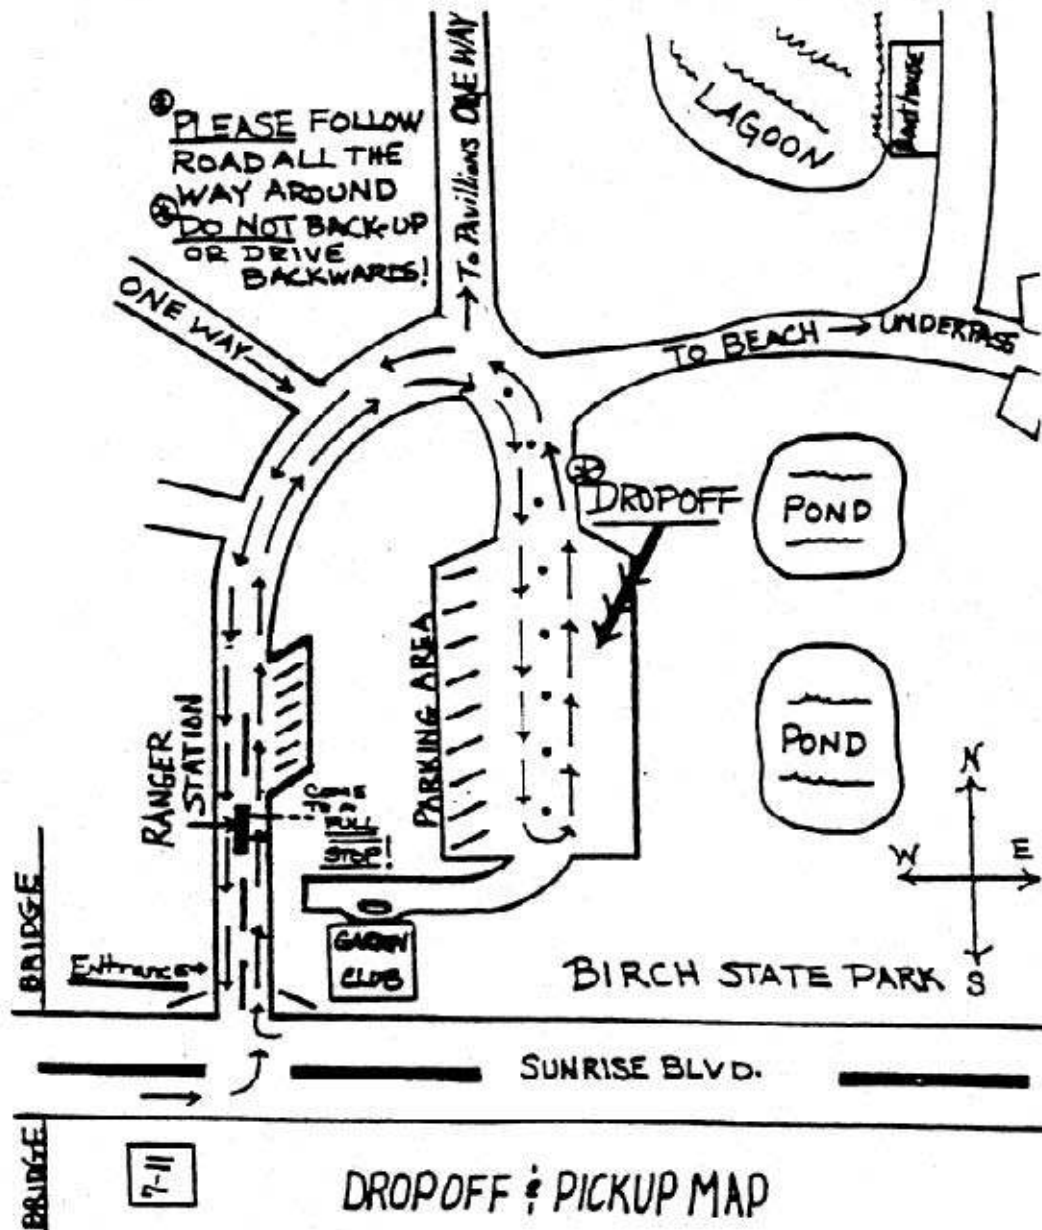 PLEASE FOLLOW
ROAD ALL THE
WAY AROUND
DO NOT BACK-UP
OR DRIVE
BACKWARDS!
ONE WAY
To Pavillions ONE WAY
LAGOON
Boat house
TO BEACH → UNDERPASS
DROPOFF
POND
POND
PARKING AREA
RANGER
STATION
Come
to a
FULL
STOP!
GARDEN
CLUB
BRIDGE
Entrance
N
W E
S
BIRCH STATE PARK
SUNRISE BLVD.
BRIDGE
7-11
DROPOFF & PICKUP MAP